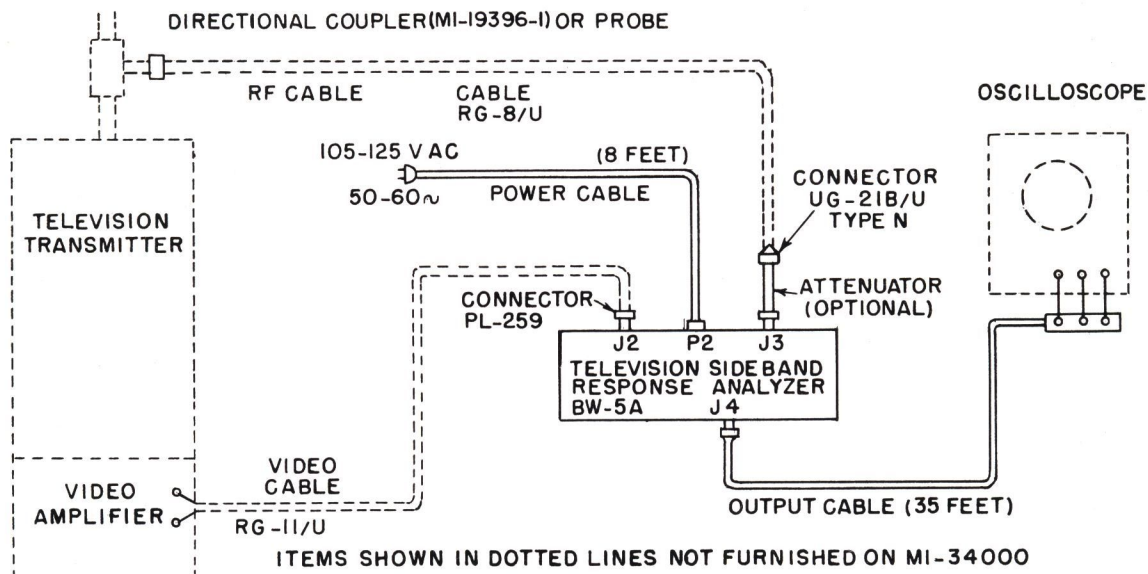 DIRECTIONAL COUPLER(MI-19396-1) OR PROBE
RF CABLE
CABLE
RG-8/U
OSCILLOSCOPE
105-125 V AC
50-60~
(8 FEET)
POWER CABLE
CONNECTOR
UG-21B/U
TYPE N
TELEVISION
TRANSMITTER
CONNECTOR
PL-259
ATTENUATOR
(OPTIONAL)
J2 P2 J3
TELEVISION SIDEBAND
RESPONSE ANALYZER
BW-5A J4
VIDEO
CABLE
RG-11/U
VIDEO
AMPLIFIER
OUTPUT CABLE (35 FEET)
ITEMS SHOWN IN DOTTED LINES NOT FURNISHED ON MI-34000